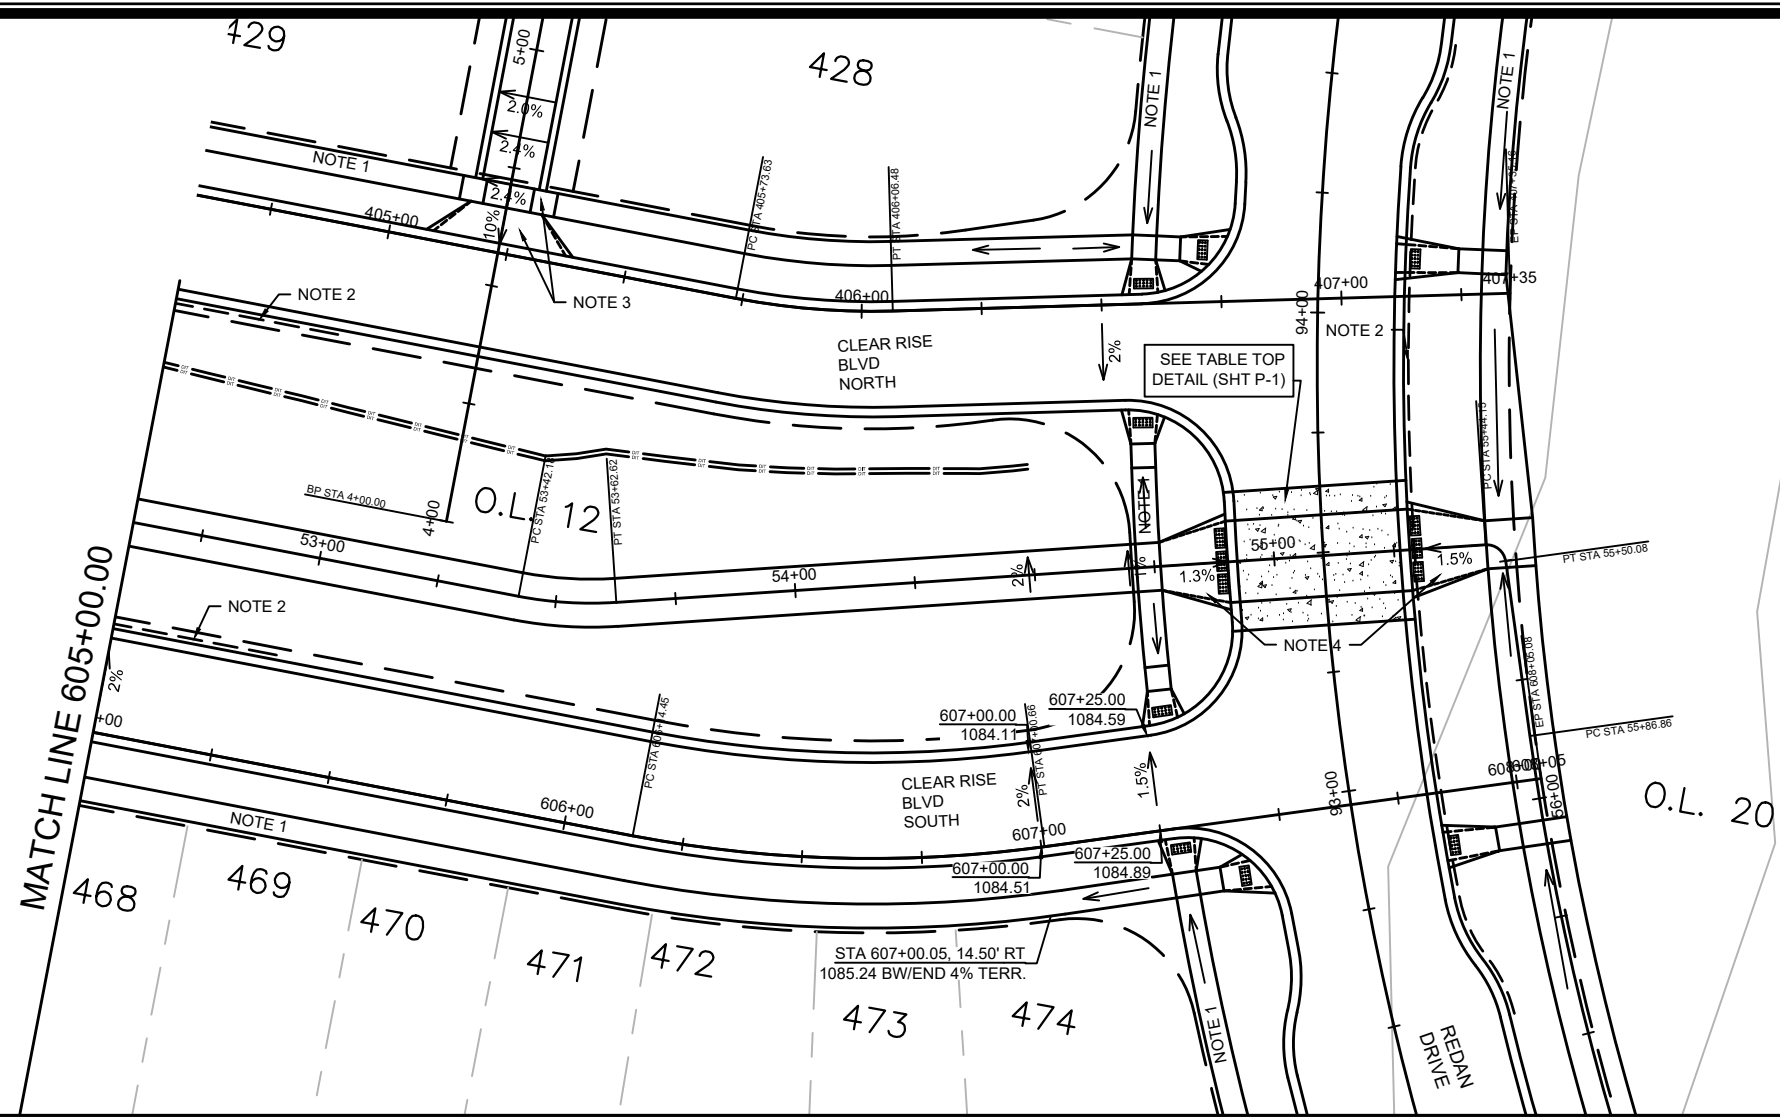 429
428
5+00
2.0%
2.4%
2.4%
10%
NOTE 1
NOTE 1
NOTE 1
405+00
PC STA 405+73.63
PT STA 406+06.48
406+00
NOTE 2
NOTE 3
407+00
407+35
94+00
NOTE 2
CLEAR RISE
BLVD
NORTH
2%
SEE TABLE TOP
DETAIL (SHT P-1)
PC STA 55+44.15
BP STA 4+00.00
4+00
O.L. 12
PT STA 53+62.62
53+00
54+00
55+00
2%
1.3%
1.5%
PT STA 55+50.08
NOTE 2
NOTE 4
MATCH LINE 605+00.00
2%
+00
EP STA 608+05.08
PC STA 55+86.86
607+00.00
1084.11
607+25.00
1084.59
CLEAR RISE
BLVD
SOUTH
2%
1.5%
93+00
56+00
O.L. 20
606+00
607+00
NOTE 1
607+00.00
1084.51
607+25.00
1084.89
468
469
470
471
472
473
474
STA 607+00.05, 14.50' RT
1085.24 BW/END 4% TERR.
NOTE 1
REDAN
DRIVE